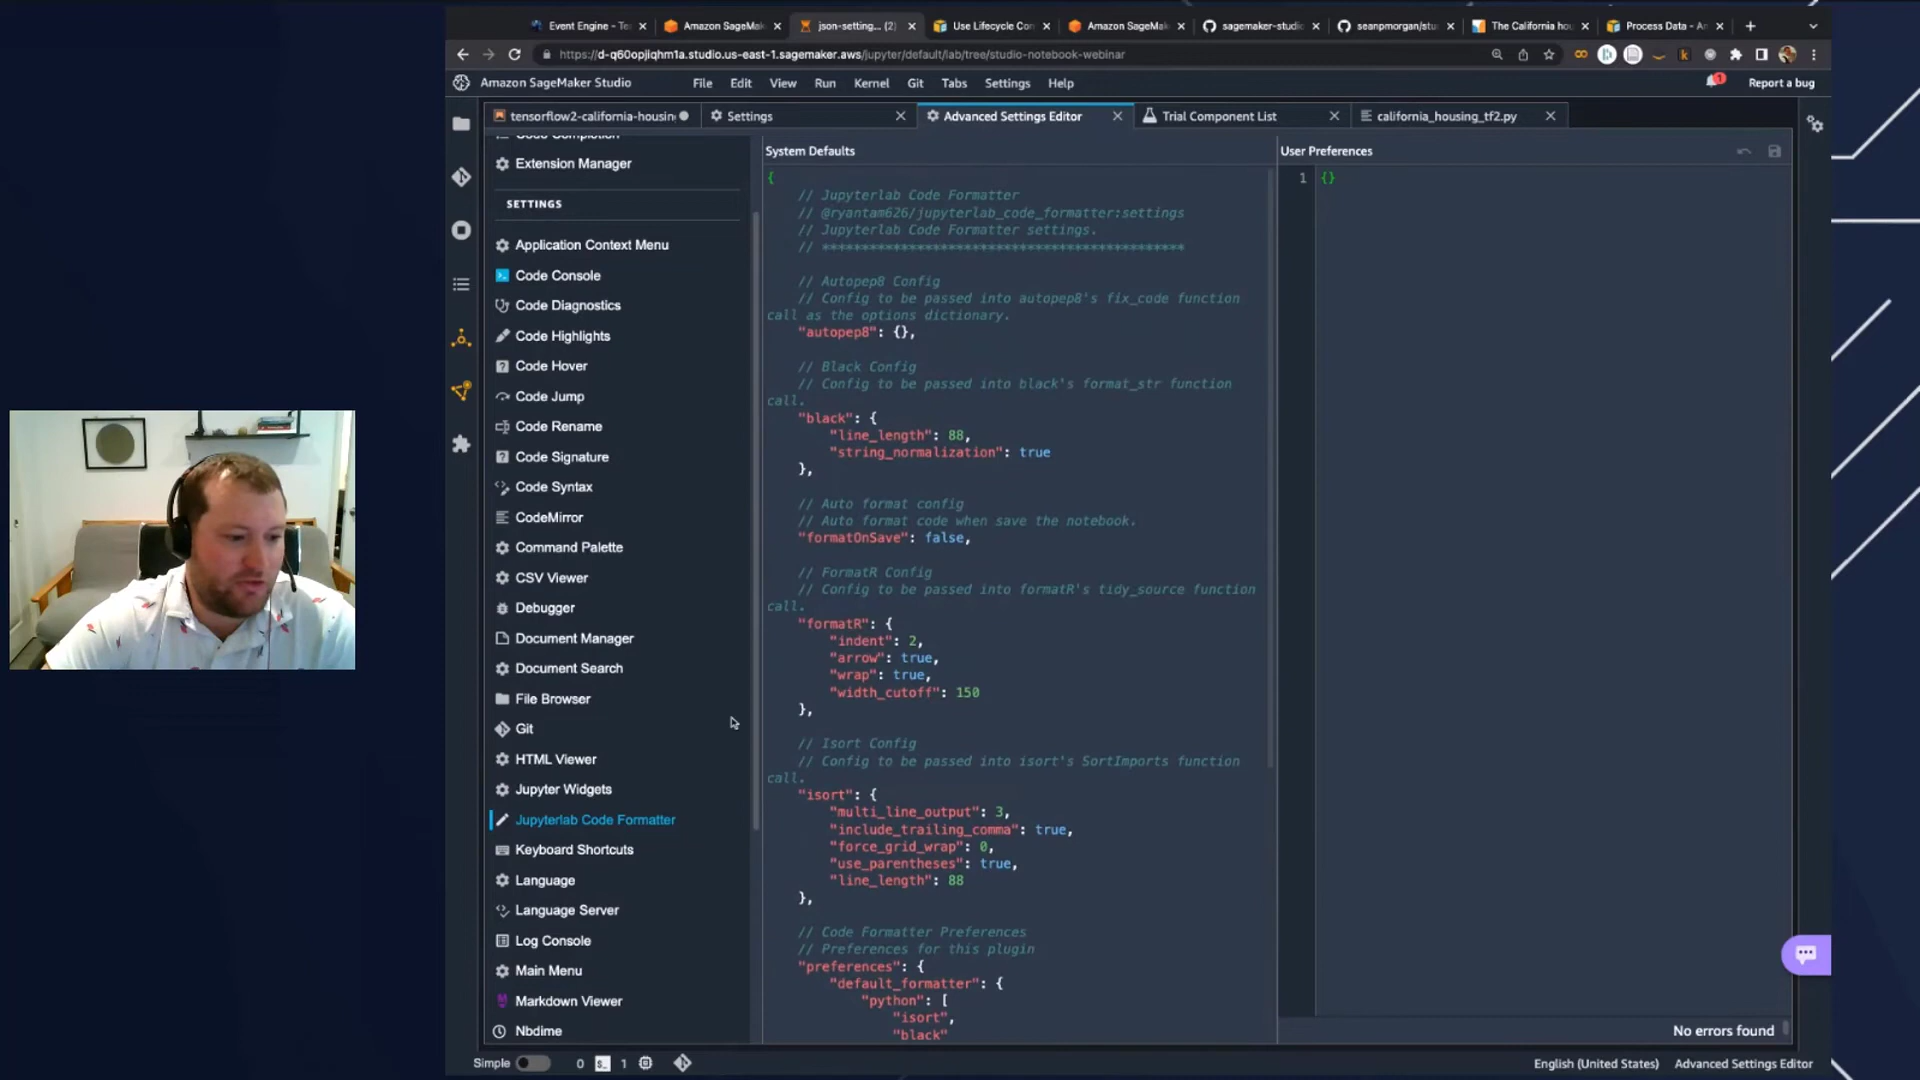 Event Engine - Te
Amazon SageMak
json-setting... (2)
Use Lifecycle Con
Amazon SageMak
sagemaker-studio
seanpmorgan/stu
The California hou
Process Data - Am
https://d-q60opjiqhm1a.studio.us-east-1.sagemaker.aws/jupyter/default/lab/tree/studio-notebook-webinar
Amazon SageMaker Studio
File Edit View Run Kernel Git Tabs Settings Help
1
Report a bug
tensorflow2-california-housin
Settings
Advanced Settings Editor
Trial Component List
california_housing_tf2.py
Code Completion
Extension Manager
SETTINGS
Application Context Menu
Code Console
Code Diagnostics
Code Highlights
Code Hover
Code Jump
Code Rename
Code Signature
Code Syntax
CodeMirror
Command Palette
CSV Viewer
Debugger
Document Manager
Document Search
File Browser
Git
HTML Viewer
Jupyter Widgets
Jupyterlab Code Formatter
Keyboard Shortcuts
Language
Language Server
Log Console
Main Menu
Markdown Viewer
Nbdime
System Defaults
{
// Jupyterlab Code Formatter
// @ryantam626/jupyterlab_code_formatter:settings
// Jupyterlab Code Formatter settings.
// **********************************************
// Autopep8 Config
// Config to be passed into autopep8's fix_code function
call as the options dictionary.
"autopep8": {},
// Black Config
// Config to be passed into black's format_str function
call.
"black": {
"line_length": 88,
"string_normalization": true
},
// Auto format config
// Auto format code when save the notebook.
"formatOnSave": false,
// FormatR Config
// Config to be passed into formatR's tidy_source function
call.
"formatR": {
"indent": 2,
"arrow": true,
"wrap": true,
"width_cutoff": 150
},
// Isort Config
// Config to be passed into isort's SortImports function
call.
"isort": {
"multi_line_output": 3,
"include_trailing_comma": true,
"force_grid_wrap": 0,
"use_parentheses": true,
"line_length": 88
},
// Code Formatter Preferences
// Preferences for this plugin
"preferences": {
"default_formatter": {
"python": [
"isort",
"black"
User Preferences
1 {}
No errors found
Simple
0
1
English (United States)
Advanced Settings Editor